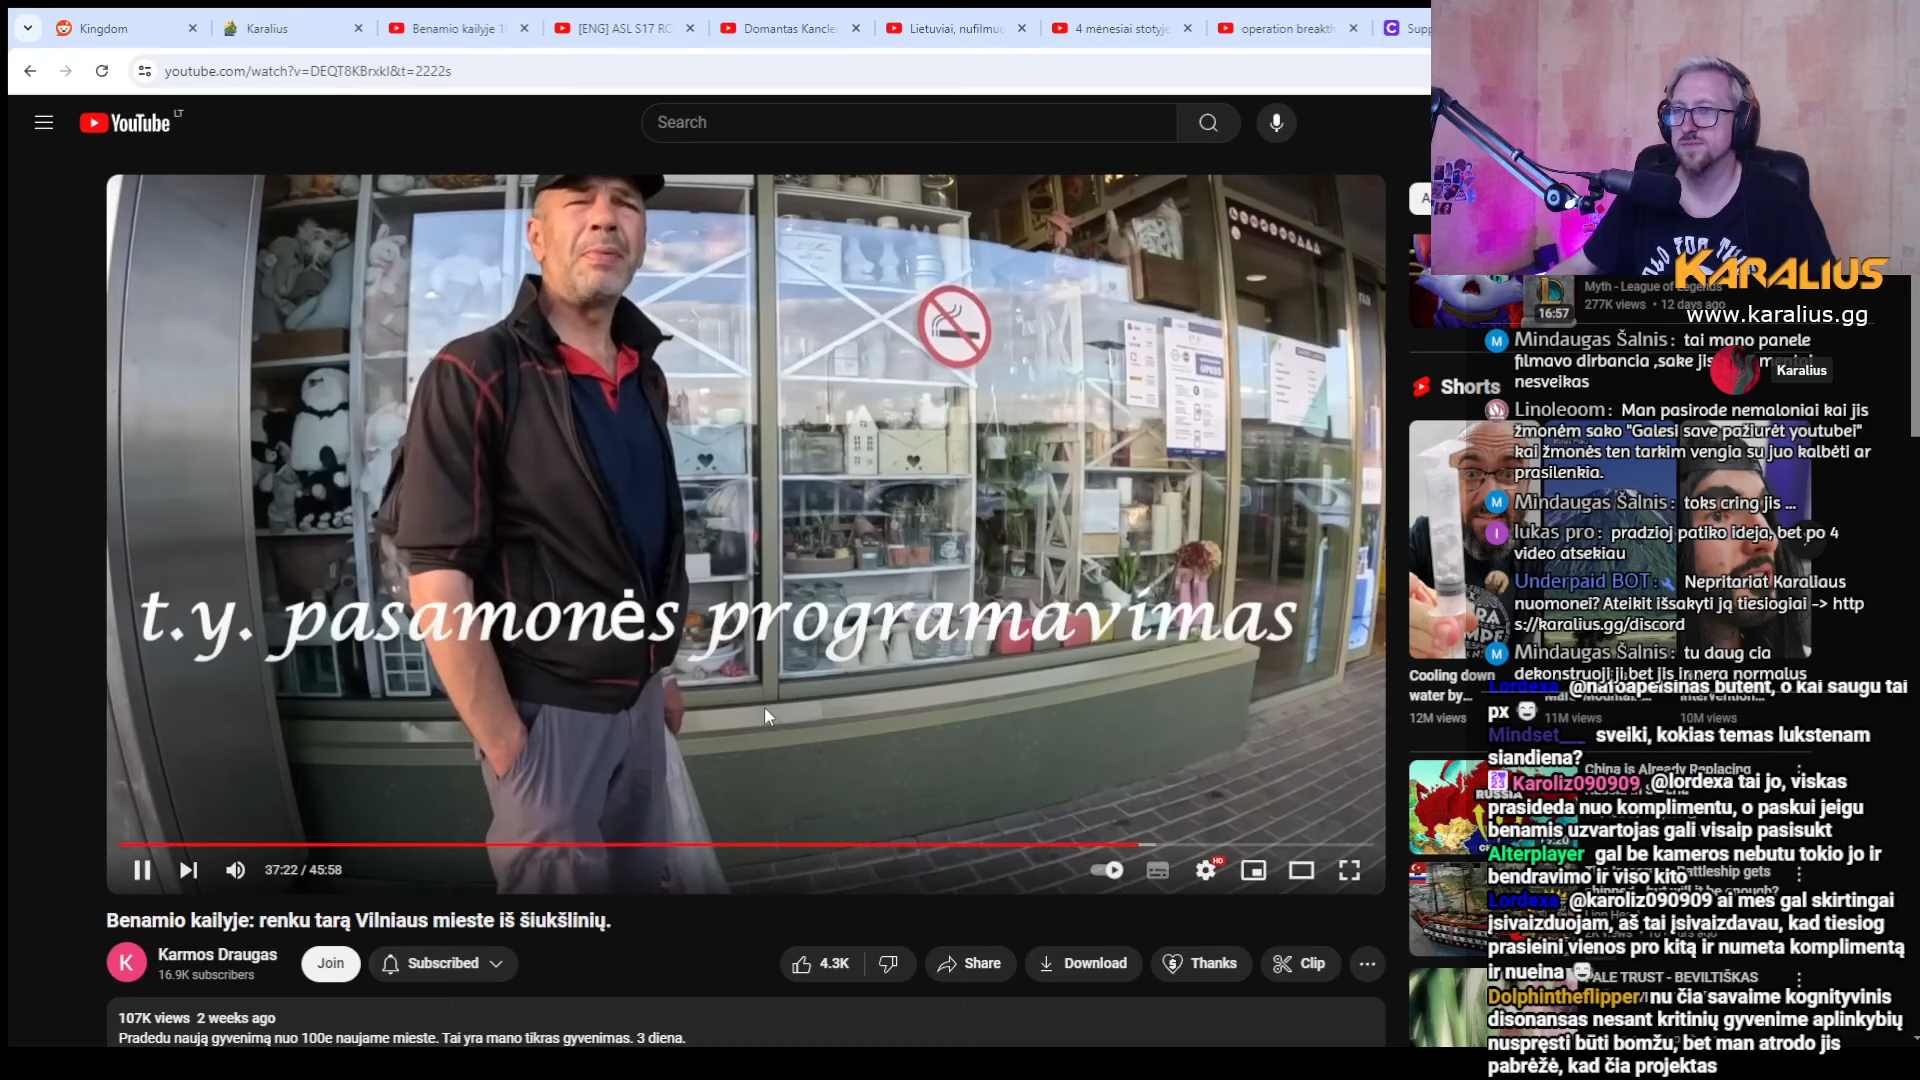 Kingdom
Karalius
Benamio kailyje 1
[ENG] ASL S17 RO
Domantas Kancle
Lietuviai, nufilmuo
4 mėnesiai stotyje
operation breakth
Supp
youtube.com/watch?v=DEQT8KBrxkI&t=2222s
YouTube LT
Search
t.y. pasamonės programavimas
37:22 / 45:58
HD
Benamio kailyje: renku tarą Vilniaus mieste iš šiukšlinių.
K
Karmos Draugas
16.9K subscribers
Join
Subscribed
4.3K
Share
Download
Thanks
Clip
107K views 2 weeks ago
Pradedu naują gyvenimą nuo 100e naujame mieste. Tai yra mano tikras gyvenimas. 3 diena.
KARALIUS
www.karalius.gg
Myth - League of Legends
277K views • 12 days ago
16:57
Karalius
Shorts
Mindaugas Šalnis: tai mano panele
filmavo dirbancia ,sake jis
nesveikas
Linoleoom: Man pasirode nemaloniai kai jis
žmonėm sako "Galesi save pažiurėt youtubei"
kai žmonės ten tarkim vengia su juo kalbėti ar
prasilenkia.
Mindaugas Šalnis: toks cring jis ...
lukas pro: pradzioj patiko ideja, bet po 4
video atsekiau
Underpaid BOT: Nepritariat Karaliaus
nuomonei? Ateikit išsakyti ją tiesiogiai -> http
s://karalius.gg/discord
Mindaugas Šalnis: tu daug cia
dekonstruoji ji bet jis innera normalus
Cooling down
water by...
12M views
11M views
10M views
Lordexa @nafoapelsinas butent, o kai saugu tai
px
Mindset___ sveiki, kokias temas lukstenam
siandiena?
China is Already Replacing
RUSSIA
Karoliz090909 @lordexa tai jo, viskas
prasideda nuo komplimentu, o paskui jeigu
benamis uzvartojas gali visaip pasisukt
Alterplayer gal be kameros nebutu tokio jo ir
bendravimo ir viso kito
Lordexa @karoliz090909 ai mes gal skirtingai
įsivaizduojam, aš tai įsivaizdavau, kad tiesiog
prasieini vienos pro kitą ir numeta komplimentą
ir nueina
PALE TRUST - BEVILTIŠKAS
Dolphintheflipper nu čia savaime kognityvinis
disonansas nesant kritinių gyvenime aplinkybių
nuspręsti būti bomžu, bet man atrodo jis
pabrėžė, kad čia projektas